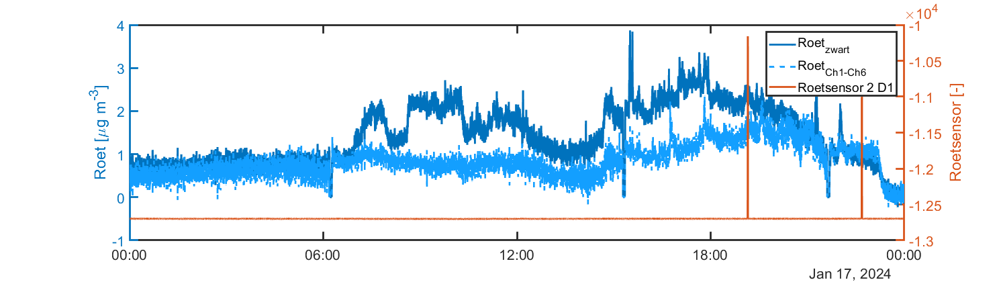 ×10⁴
4
3
2
1
0
-1
Roet [μg m⁻³]
-1
-1.05
-1.1
-1.15
-1.2
-1.25
-1.3
Roetsensor [-]
Roet_zwart
Roet_Ch1-Ch6
Roetsensor 2 D1
00:00 06:00 12:00 18:00 00:00
Jan 17, 2024